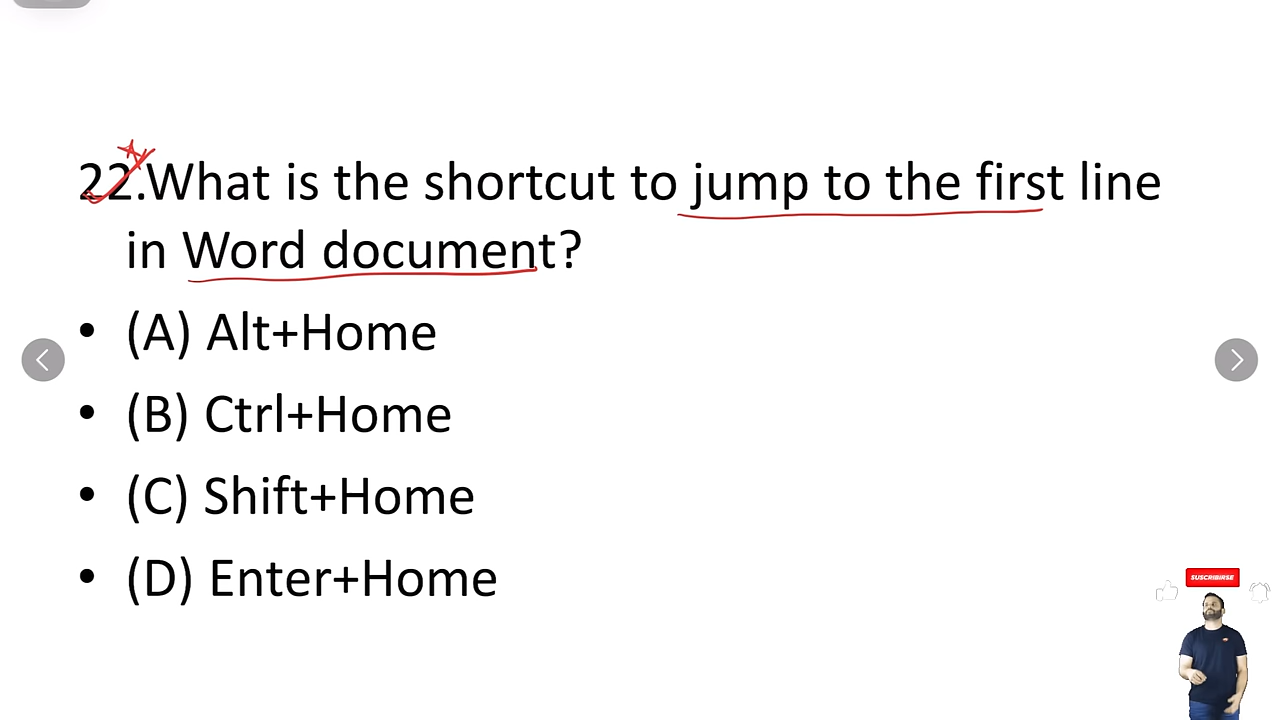 22.What is the shortcut to jump to the first line
in Word document?
• (A) Alt+Home
• (B) Ctrl+Home
• (C) Shift+Home
• (D) Enter+Home
SUSCRIBIRSE